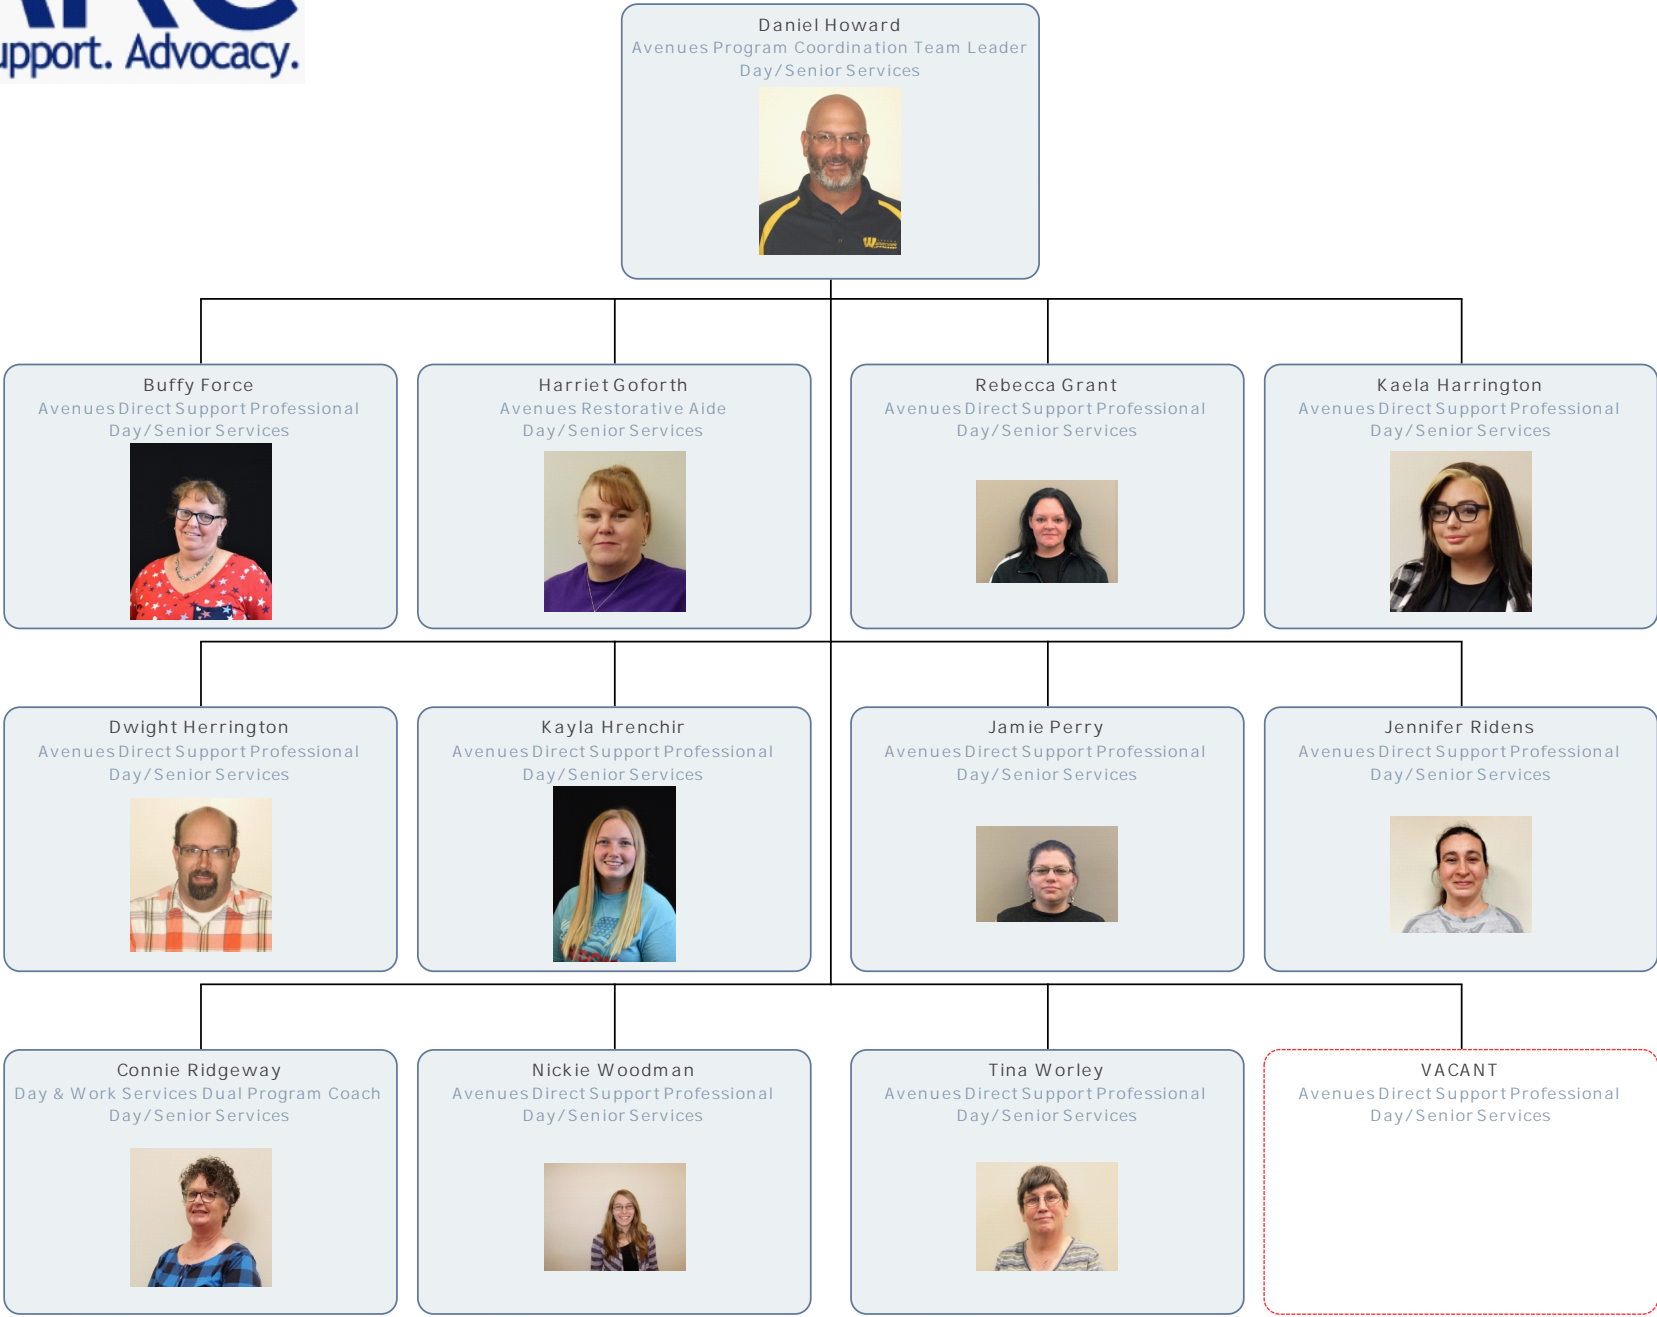 ARC
upport. Advocacy.
Daniel Howard
Avenues Program Coordination Team Leader
Day/Senior Services
Buffy Force
Avenues Direct Support Professional
Day/Senior Services
Harriet Goforth
Avenues Restorative Aide
Day/Senior Services
Rebecca Grant
Avenues Direct Support Professional
Day/Senior Services
Kaela Harrington
Avenues Direct Support Professional
Day/Senior Services
Dwight Herrington
Avenues Direct Support Professional
Day/Senior Services
Kayla Hrenchir
Avenues Direct Support Professional
Day/Senior Services
Jamie Perry
Avenues Direct Support Professional
Day/Senior Services
Jennifer Ridens
Avenues Direct Support Professional
Day/Senior Services
Connie Ridgeway
Day & Work Services Dual Program Coach
Day/Senior Services
Nickie Woodman
Avenues Direct Support Professional
Day/Senior Services
Tina Worley
Avenues Direct Support Professional
Day/Senior Services
VACANT
Avenues Direct Support Professional
Day/Senior Services